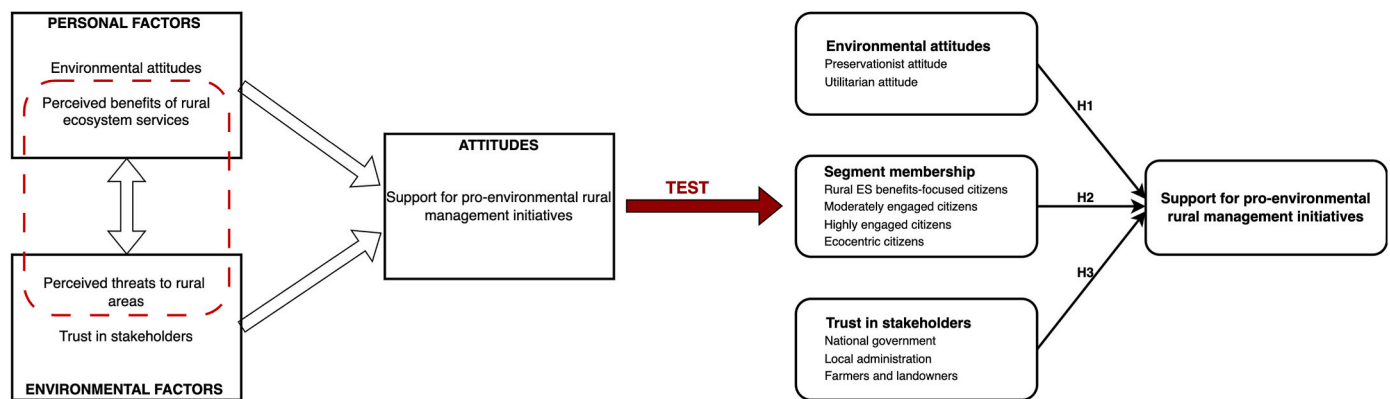 PERSONAL FACTORS
Environmental attitudes
Perceived benefits of rural
ecosystem services
Perceived threats to rural
areas
Trust in stakeholders
ENVIRONMENTAL FACTORS
ATTITUDES
Support for pro-environmental rural
management initiatives
TEST
Environmental attitudes
Preservationist attitude
Utilitarian attitude
Segment membership
Rural ES benefits-focused citizens
Moderately engaged citizens
Highly engaged citizens
Ecocentric citizens
Trust in stakeholders
National government
Local administration
Farmers and landowners
H1
H2
H3
Support for pro-environmental
rural management initiatives